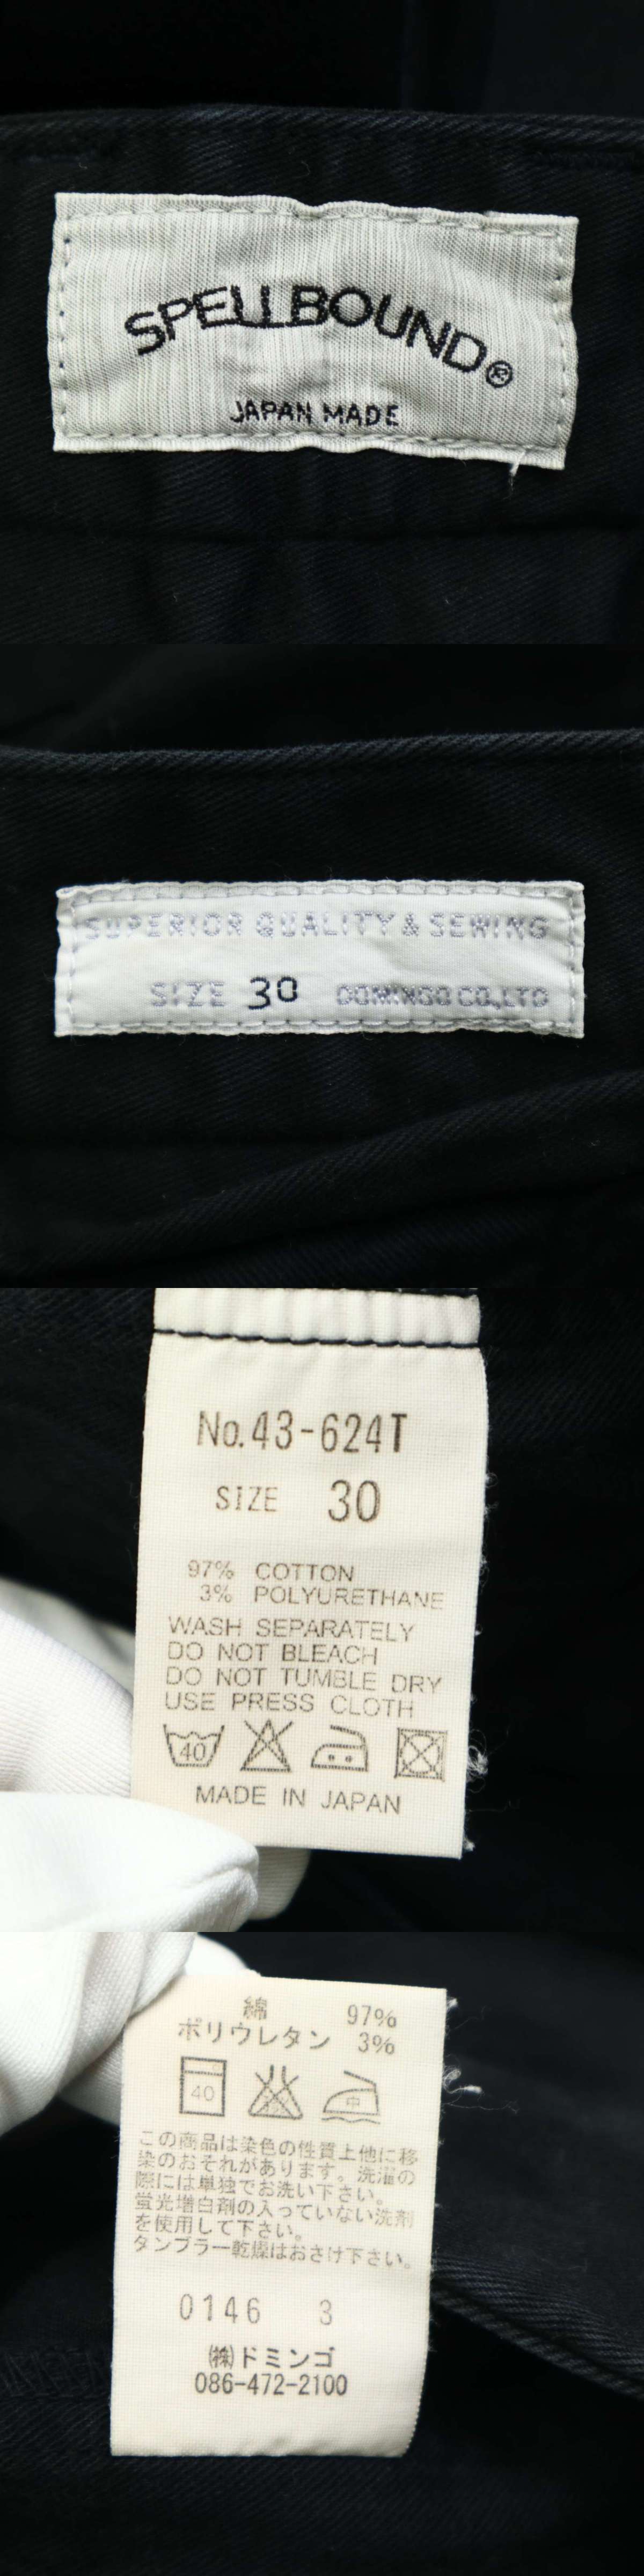 SPELLBOUND®
JAPAN MADE
SUPERIOR QUALITY & SEWING
SIZE 30 DOMINGO CO.,LTD
No.43-624T
SIZE 30
97% COTTON
3% POLYURETHANE
WASH SEPARATELY
DO NOT BLEACH
DO NOT TUMBLE DRY
USE PRESS CLOTH
40
MADE IN JAPAN
綿 97%
ポリウレタン 3%
40 中
この商品は染色の性質上他に移
染のおそれがあります。洗濯の
際には単独でお洗い下さい。
蛍光増白剤の入っていない洗剤
を使用して下さい。
タンブラー乾燥はおさけ下さい。
0146 3
㈱ドミンゴ
086-472-2100